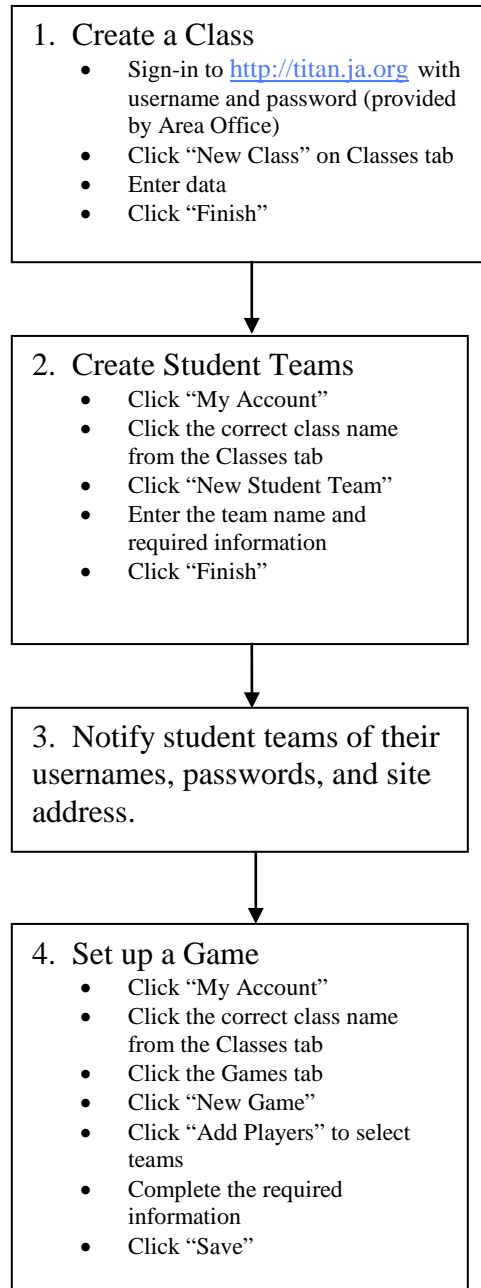 1. Create a Class
• Sign-in to http://titan.ja.org with
username and password (provided
by Area Office)
• Click “New Class” on Classes tab
• Enter data
• Click “Finish”
2. Create Student Teams
• Click “My Account”
• Click the correct class name
from the Classes tab
• Click “New Student Team”
• Enter the team name and
required information
• Click “Finish”
3. Notify student teams of their
usernames, passwords, and site
address.
4. Set up a Game
• Click “My Account”
• Click the correct class name
from the Classes tab
• Click the Games tab
• Click “New Game”
• Click “Add Players” to select
teams
• Complete the required
information
• Click “Save”